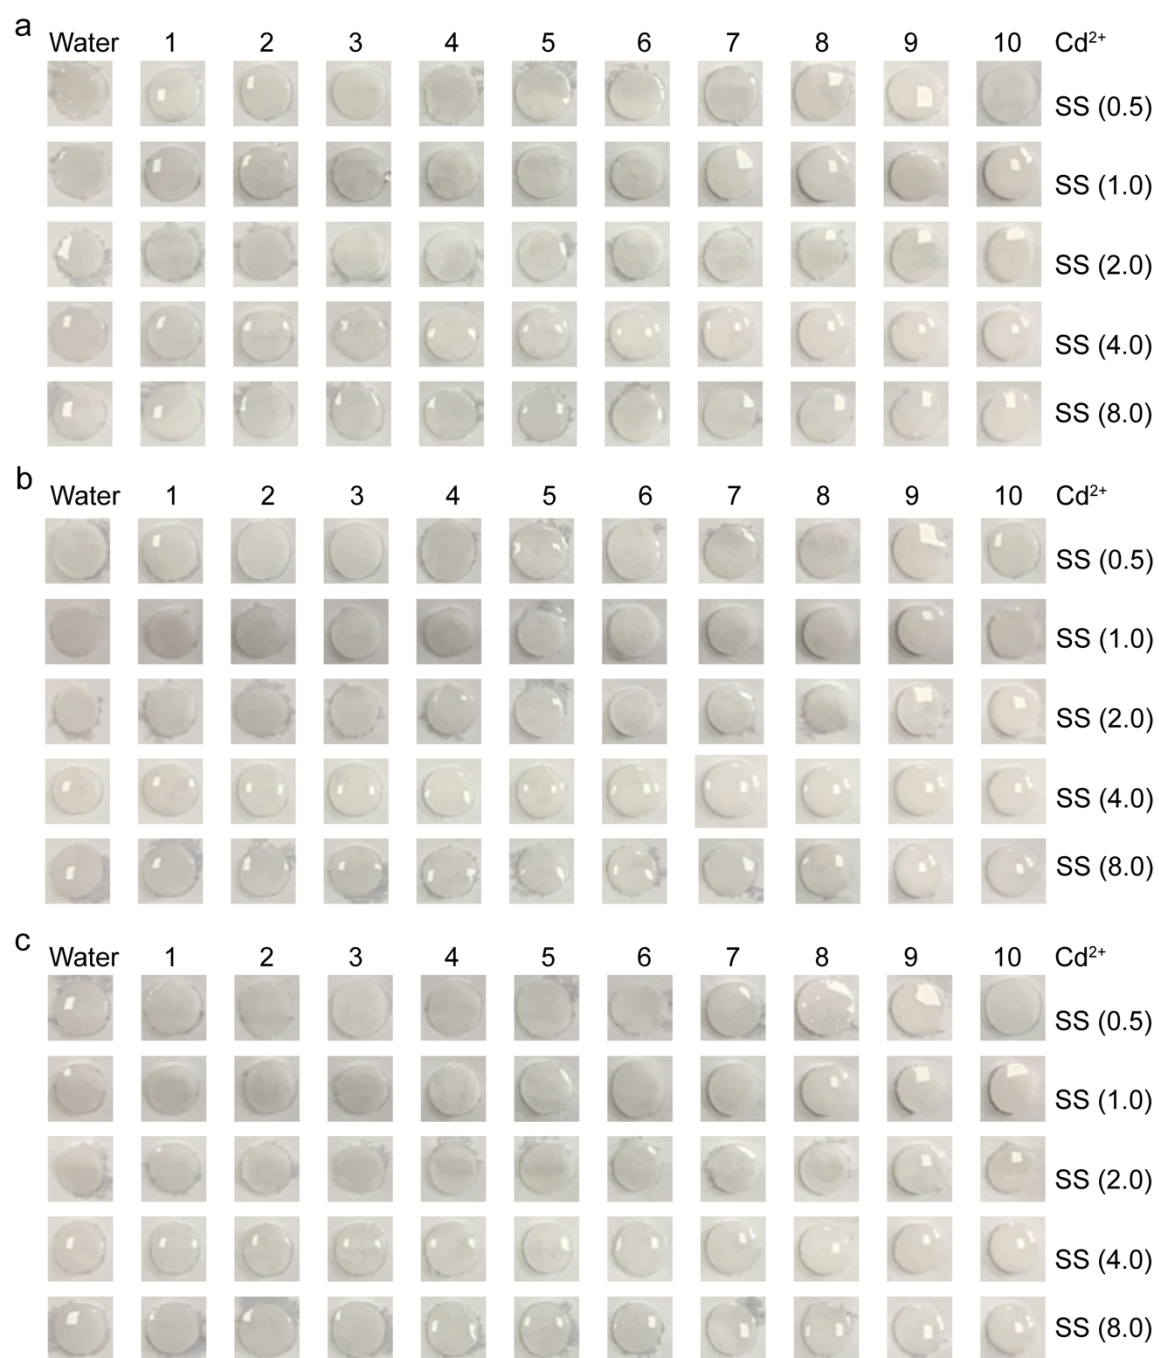 a
Water 1 2 3 4 5 6 7 8 9 10 Cd²⁺
SS (0.5)
SS (1.0)
SS (2.0)
SS (4.0)
SS (8.0)
b
Water 1 2 3 4 5 6 7 8 9 10 Cd²⁺
SS (0.5)
SS (1.0)
SS (2.0)
SS (4.0)
SS (8.0)
c
Water 1 2 3 4 5 6 7 8 9 10 Cd²⁺
SS (0.5)
SS (1.0)
SS (2.0)
SS (4.0)
SS (8.0)